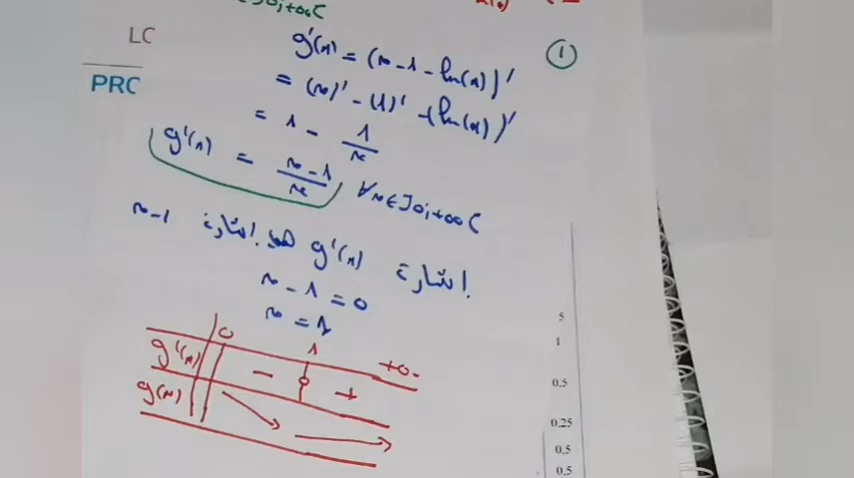 ]0;+∞[
LC
PRC
①
g'(x) = (x - 1 - ln(x))'
= (x)' - (1)' - (ln(x))'
= 1 - 1/x
g'(x) = (x-1)/x ∀x∈]0;+∞[
إشارة g'(x) هي إشارة x-1
x - 1 = 0
x = 1
0 1 +∞
g'(x) - 0 +
g(x)
5
1
0.5
0.25
0.5
0.5